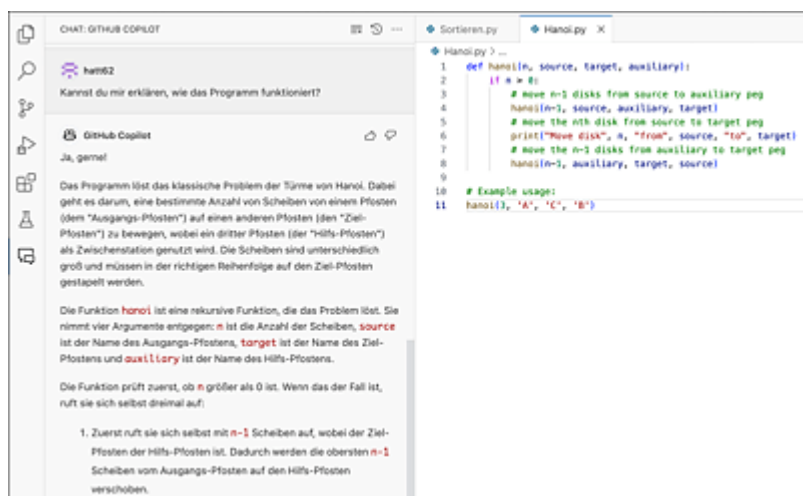 CHAT: GITHUB COPILOT
hatt62
Kannst du mir erklären, wie das Programm funktioniert?
GitHub Copilot
Ja, gerne!
Das Programm löst das klassische Problem der Türme von Hanoi. Dabei
geht es darum, eine bestimmte Anzahl von Scheiben von einem Pfosten
(dem "Ausgangs-Pfosten") auf einen anderen Pfosten (den "Ziel-
Pfosten") zu bewegen, wobei ein dritter Pfosten (der "Hilfs-Pfosten")
als Zwischenstation genutzt wird. Die Scheiben sind unterschiedlich
groß und müssen in der richtigen Reihenfolge auf den Ziel-Pfosten
gestapelt werden.
Die Funktion hanoi ist eine rekursive Funktion, die das Problem löst. Sie
nimmt vier Argumente entgegen: n ist die Anzahl der Scheiben, source
ist der Name des Ausgangs-Pfostens, target ist der Name des Ziel-
Pfostens und auxiliary ist der Name des Hilfs-Pfostens.
Die Funktion prüft zuerst, ob n größer als 0 ist. Wenn das der Fall ist,
ruft sie sich selbst dreimal auf:
1. Zuerst ruft sie sich selbst mit n-1 Scheiben auf, wobei der Ziel-
Pfosten der Hilfs-Pfosten ist. Dadurch werden die obersten n-1
Scheiben vom Ausgangs-Pfosten auf den Hilfs-Pfosten
verschoben.
Sortieren.py
Hanoi.py
Hanoi.py > ...
1 def hanoi(n, source, target, auxiliary):
2 if n > 0:
3 # move n-1 disks from source to auxiliary peg
4 hanoi(n-1, source, auxiliary, target)
5 # move the nth disk from source to target peg
6 print("Move disk", n, "from", source, "to", target)
7 # move the n-1 disks from auxiliary to target peg
8 hanoi(n-1, auxiliary, target, source)
9
10 # Example usage:
11 hanoi(3, 'A', 'C', 'B')